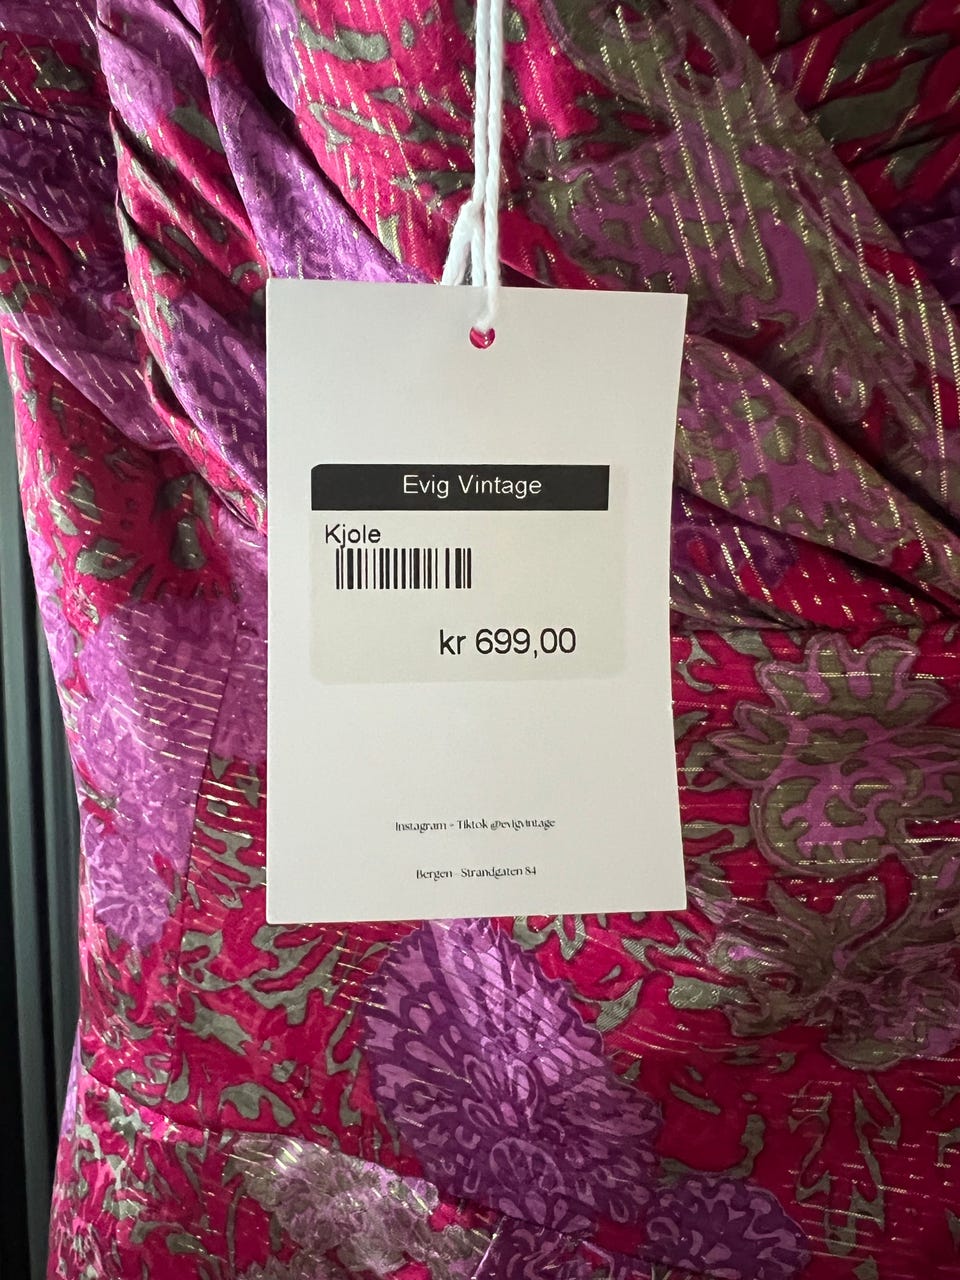 Evig Vintage
Kjole
kr 699,00
Instagram - Tiktok @evigvintage
Bergen - Strandgaten 84